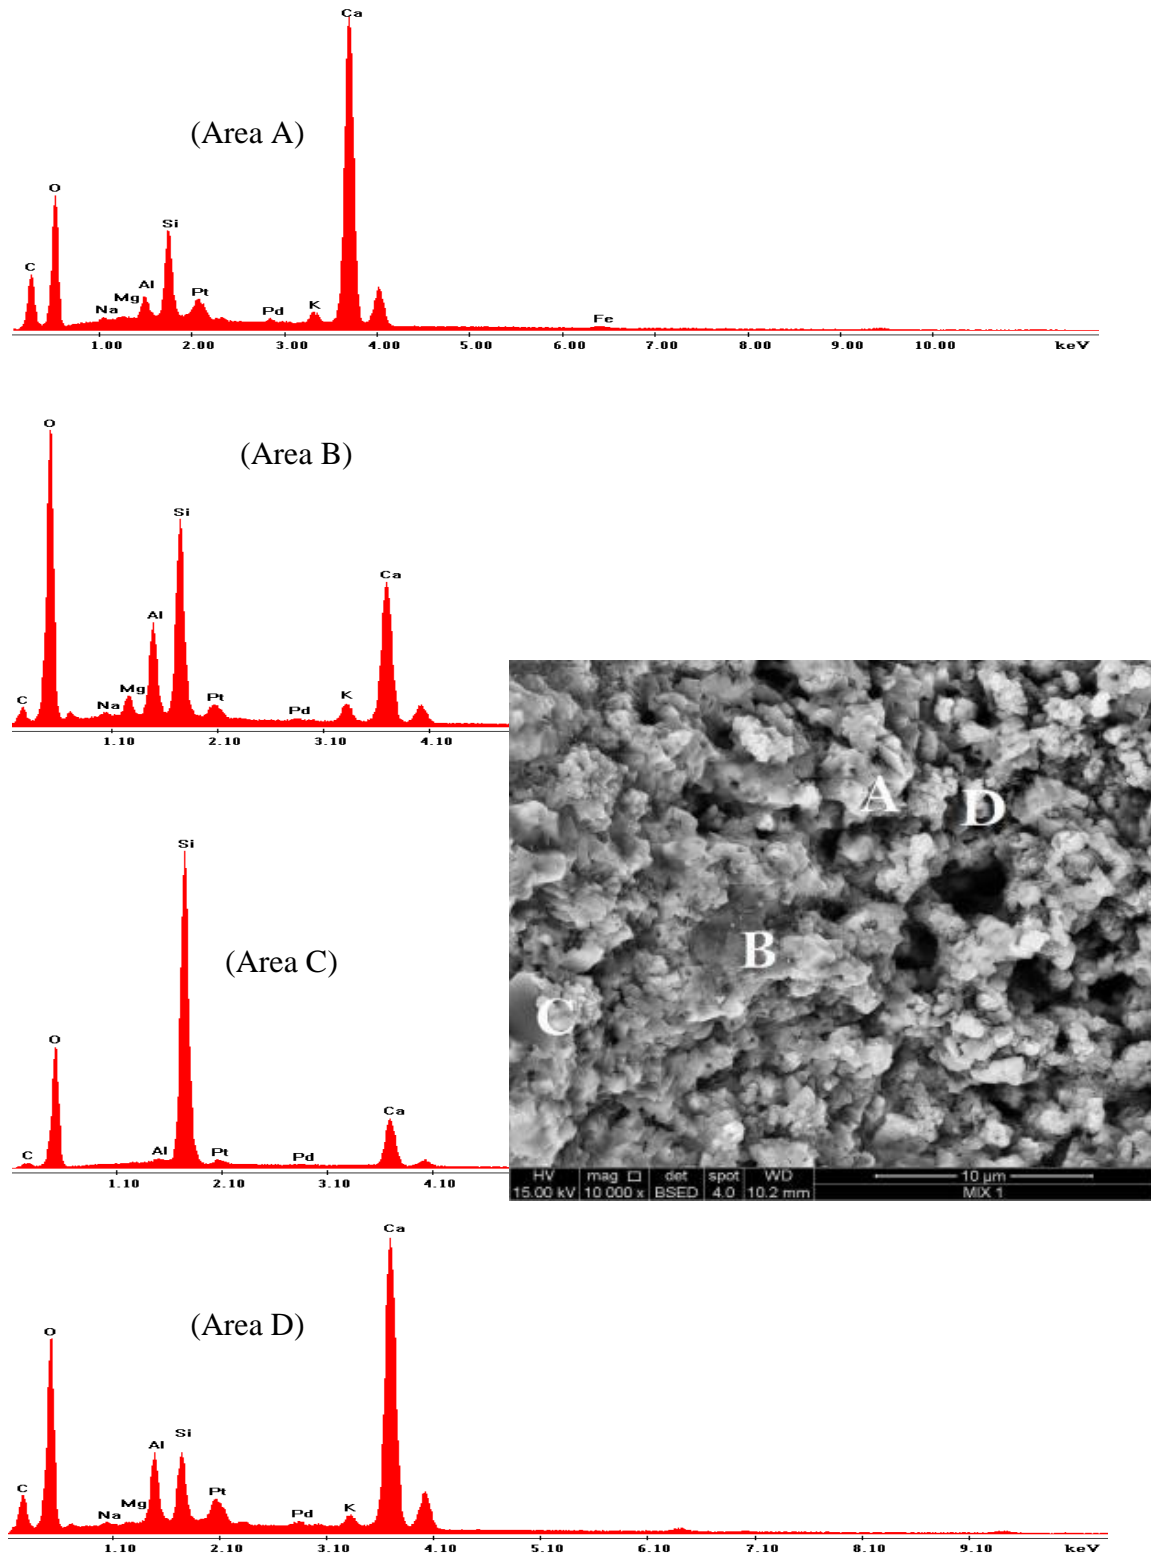 Ca
(Area A)
O
Si
C
Na
Mg
Al
Pt
Pd
K
Fe
1.00 2.00 3.00 4.00 5.00 6.00 7.00 8.00 9.00 10.00 keV
O
(Area B)
Si
Ca
Al
C
Na
Mg
Pt
Pd
K
1.10 2.10 3.10 4.10
Si
(Area C)
O
Ca
C
Al
Pt
Pd
1.10 2.10 3.10 4.10
A
D
B
C
HV mag det spot WD 10 µm
15.00 kV 10 000 x BSED 4.0 10.2 mm MIX 1
Ca
(Area D)
O
Al
Si
C
Na
Mg
Pt
Pd
K
1.10 2.10 3.10 4.10 5.10 6.10 7.10 8.10 9.10 keV